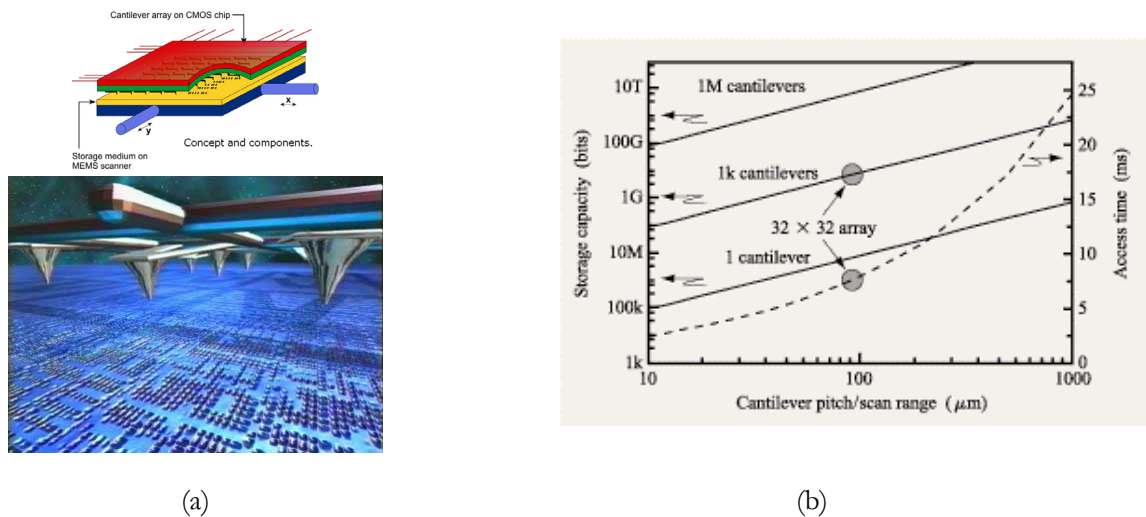 Cantilever array on CMOS chip
x
y
Concept and components.
Storage medium on
MEMS scanner
(a)
Storage capacity (bits)
10T
100G
1G
10M
100k
1k
1M cantilevers
1k cantilevers
32 × 32 array
1 cantilever
25
20
15
10
5
0
Access time (ms)
10
100
1000
Cantilever pitch/scan range (μm)
(b)